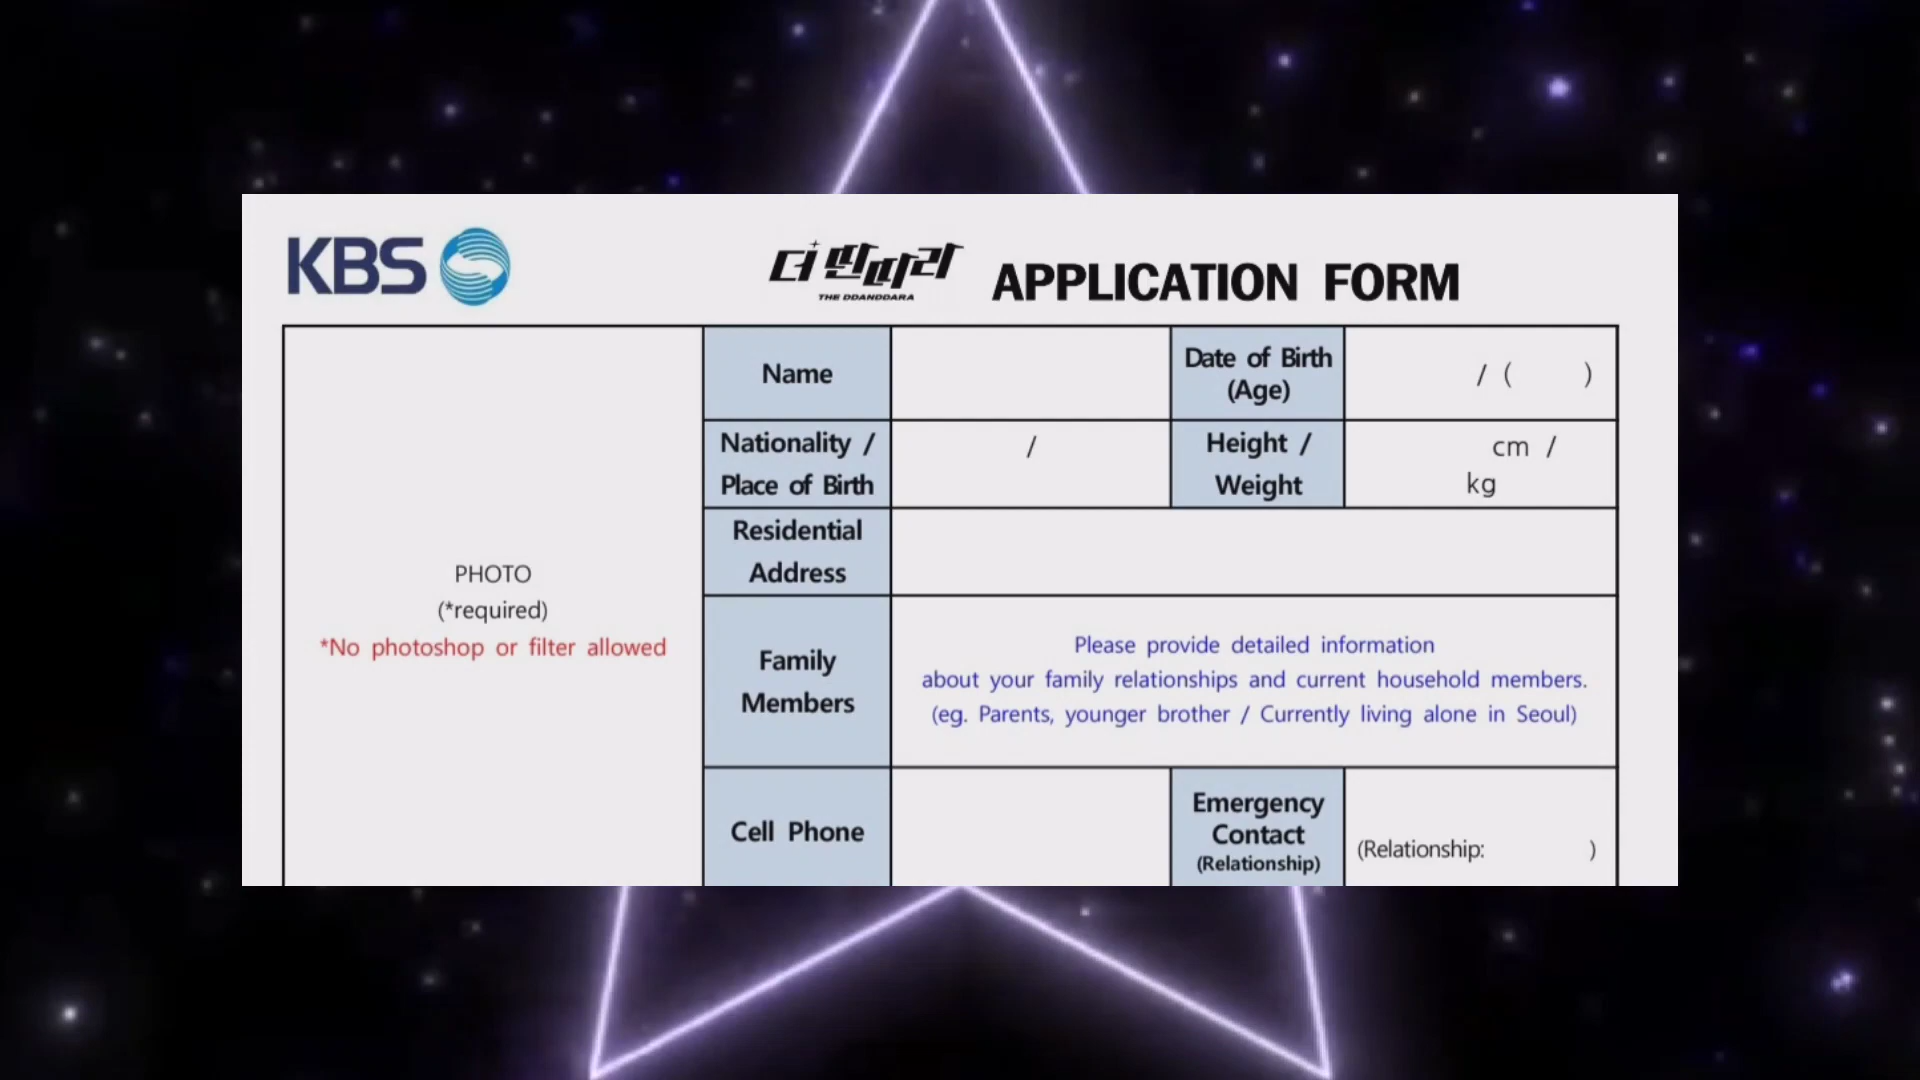 KBS
더 딴따라
THE DDANDDARA
APPLICATION FORM
PHOTO
(*required)
*No photoshop or filter allowed
Name
Date of Birth
(Age)
/ ( )
Nationality /
Place of Birth
/
Height /
Weight
cm /
kg
Residential
Address
Family
Members
Please provide detailed information
about your family relationships and current household members.
(eg. Parents, younger brother / Currently living alone in Seoul)
Cell Phone
Emergency
Contact
(Relationship)
(Relationship: )